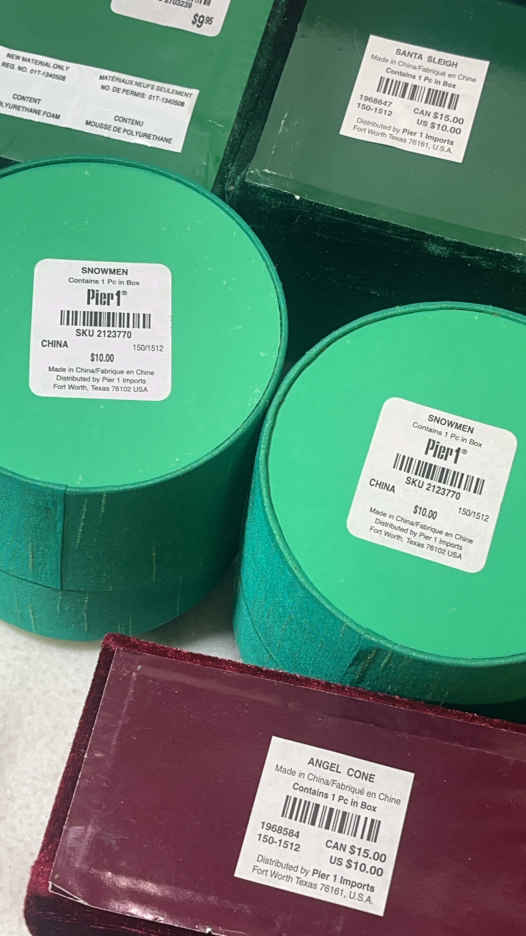 $9.95
NEW MATERIAL ONLY
REG. NO. 01T-1340508
CONTENT
POLYURETHANE FOAM
MATÉRIAUX NEUFS SEULEMENT
NO. DE PERMIS: 01T-1340508
CONTENU
MOUSSE DE POLYURETHANE
SANTA SLEIGH
Made in China/Fabrique en Chine
Contains 1 Pc in Box
1968647 CAN $15.00
150-1512 US $10.00
Distributed by Pier 1 Imports
Fort Worth Texas 76161, U.S.A.
SNOWMEN
Contains 1 Pc in Box
Pier1®
SKU 2123770
CHINA 150/1512
$10.00
Made in China/Fabrique en Chine
Distributed by Pier 1 Imports
Fort Worth, Texas 76102 USA
SNOWMEN
Contains 1 Pc in Box
Pier1®
SKU 2123770
CHINA 150/1512
$10.00
Made in China/Fabrique en Chine
Distributed by Pier 1 Imports
Fort Worth, Texas 76102 USA
ANGEL CONE
Made in China/Fabriqué en Chine
Contains 1 Pc in Box
1968584 CAN $15.00
150-1512 US $10.00
Distributed by Pier 1 Imports
Fort Worth Texas 76161, U.S.A.